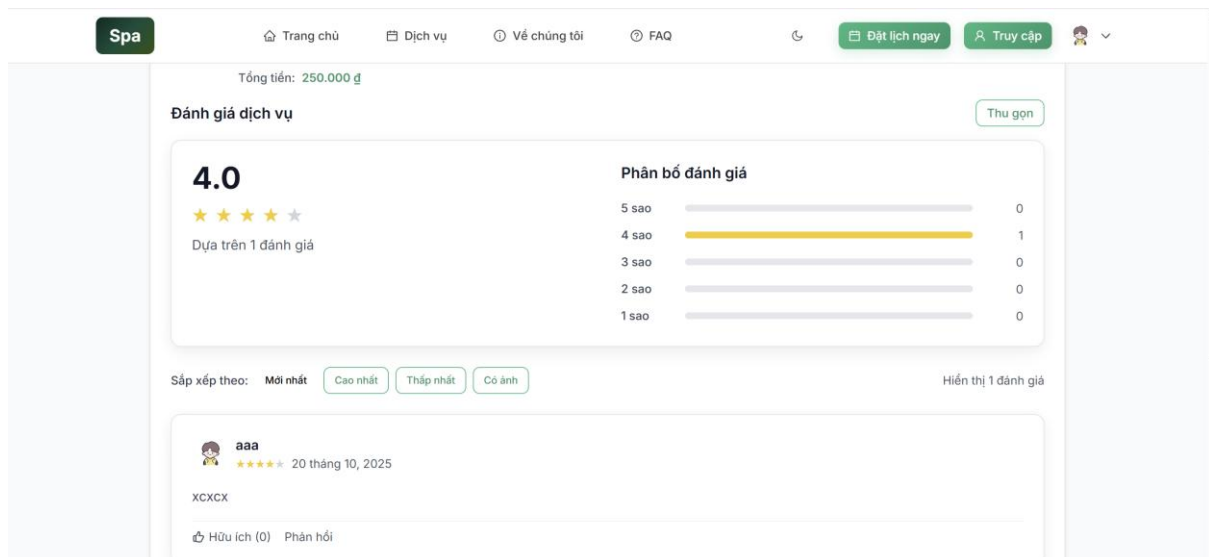 Spa Trang chủ Dịch vụ Về chúng tôi FAQ Đặt lịch ngay Truy cập
Tổng tiền: 250.000 ₫
Đánh giá dịch vụ Thu gọn
4.0
Dựa trên 1 đánh giá
Phân bố đánh giá
5 sao 0
4 sao 1
3 sao 0
2 sao 0
1 sao 0
Sắp xếp theo: Mới nhất Cao nhất Thấp nhất Có ảnh Hiển thị 1 đánh giá
aaa
20 tháng 10, 2025
xcxcx
Hữu ích (0) Phản hồi